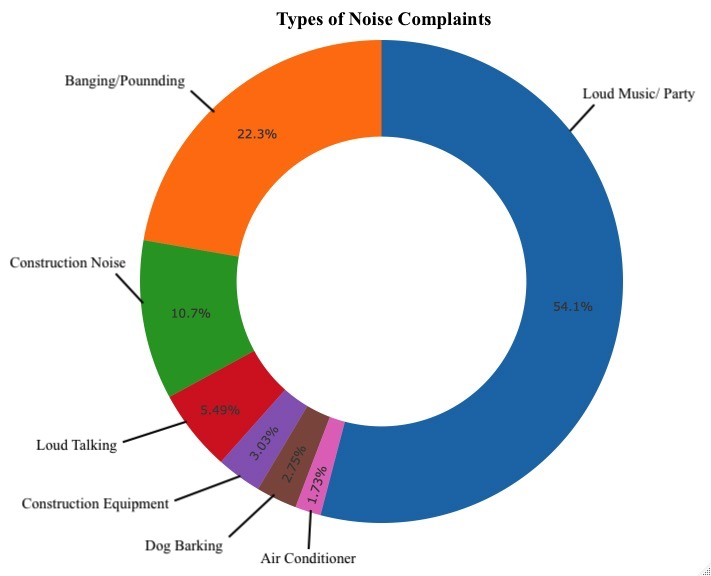 Types of Noise Complaints
Banging/Pounnding
Loud Music/ Party
22.3%
Construction Noise
54.1%
10.7%
5.49%
Loud Talking
3.03%
2.75%
1.73%
Construction Equipment
Dog Barking
Air Conditioner